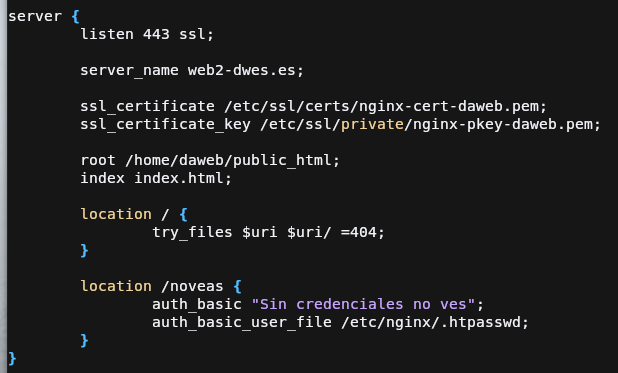 server {
listen 443 ssl;
server_name web2-dwes.es;
ssl_certificate /etc/ssl/certs/nginx-cert-daweb.pem;
ssl_certificate_key /etc/ssl/private/nginx-pkey-daweb.pem;
root /home/daweb/public_html;
index index.html;
location / {
try_files $uri $uri/ =404;
}
location /noveas {
auth_basic "Sin credenciales no ves";
auth_basic_user_file /etc/nginx/.htpasswd;
}
}